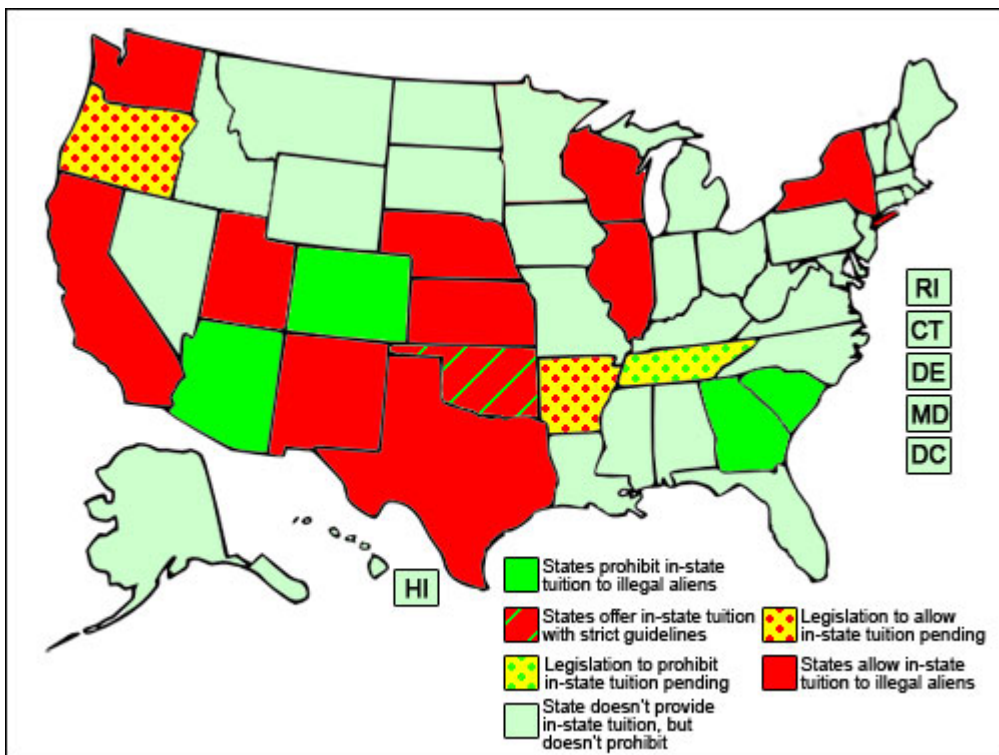 RI
CT
DE
MD
DC
HI
States prohibit in-state
tuition to illegal aliens
States offer in-state tuition
with strict guidelines
Legislation to allow
in-state tuition pending
Legislation to prohibit
in-state tuition pending
States allow in-state
tuition to illegal aliens
State doesn't provide
in-state tuition, but
doesn't prohibit